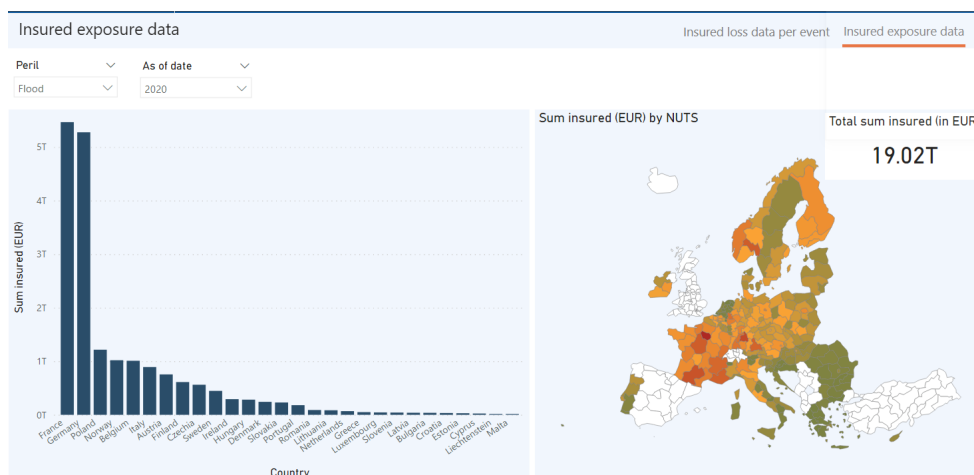 Insured exposure data
Insured loss data per event
Insured exposure data
Peril
As of date
Flood
2020
Sum insured (EUR)
5T
4T
3T
2T
1T
0T
France
Germany
Poland
Norway
Belgium
Italy
Austria
Finland
Czechia
Sweden
Ireland
Hungary
Denmark
Slovakia
Portugal
Romania
Lithuania
Netherlands
Greece
Luxembourg
Slovenia
Latvia
Bulgaria
Croatia
Estonia
Cyprus
Liechtenstein
Malta
Country
Sum insured (EUR) by NUTS
Total sum insured (in EUR
19.02T